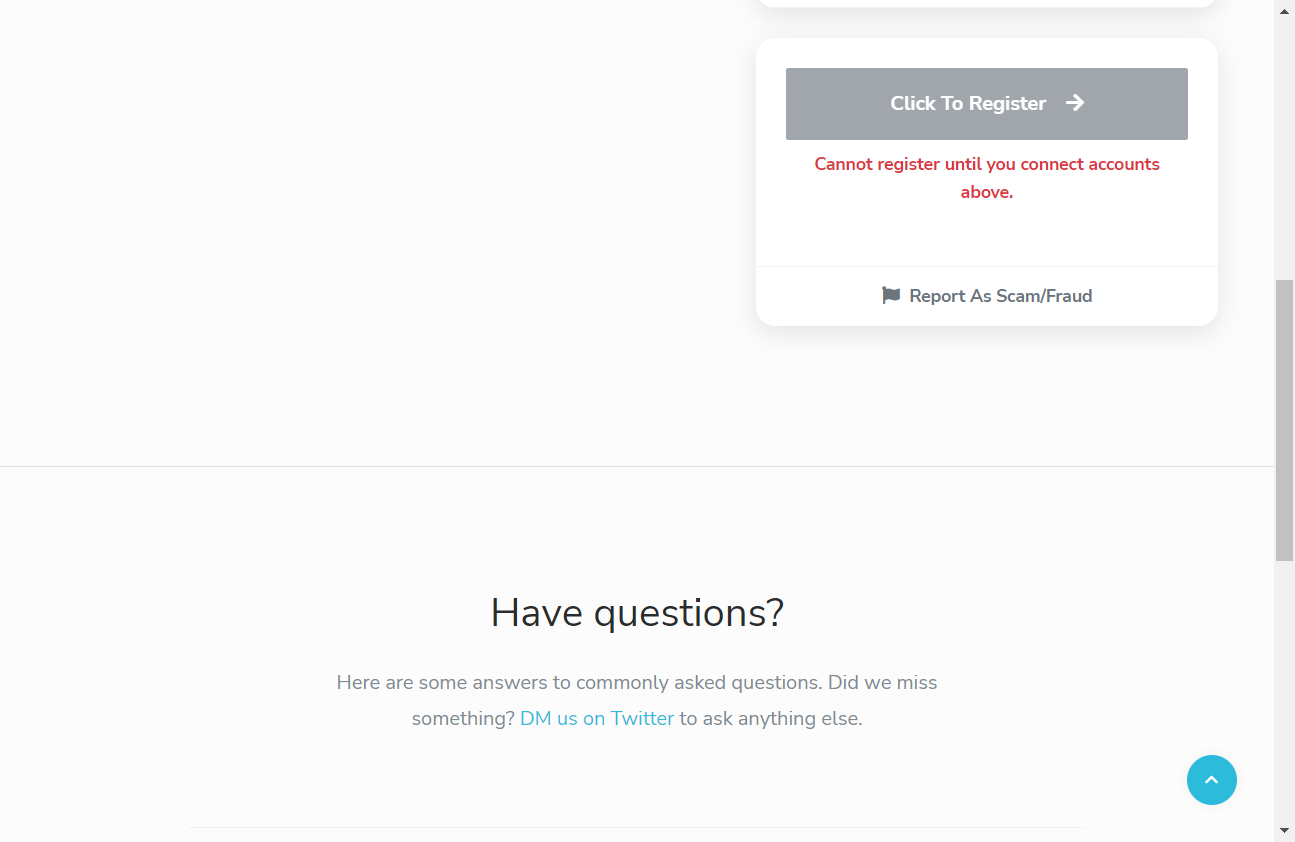 Click To Register
Cannot register until you connect accounts
above.
Report As Scam/Fraud
Have questions?
Here are some answers to commonly asked questions. Did we miss
something? DM us on Twitter to ask anything else.